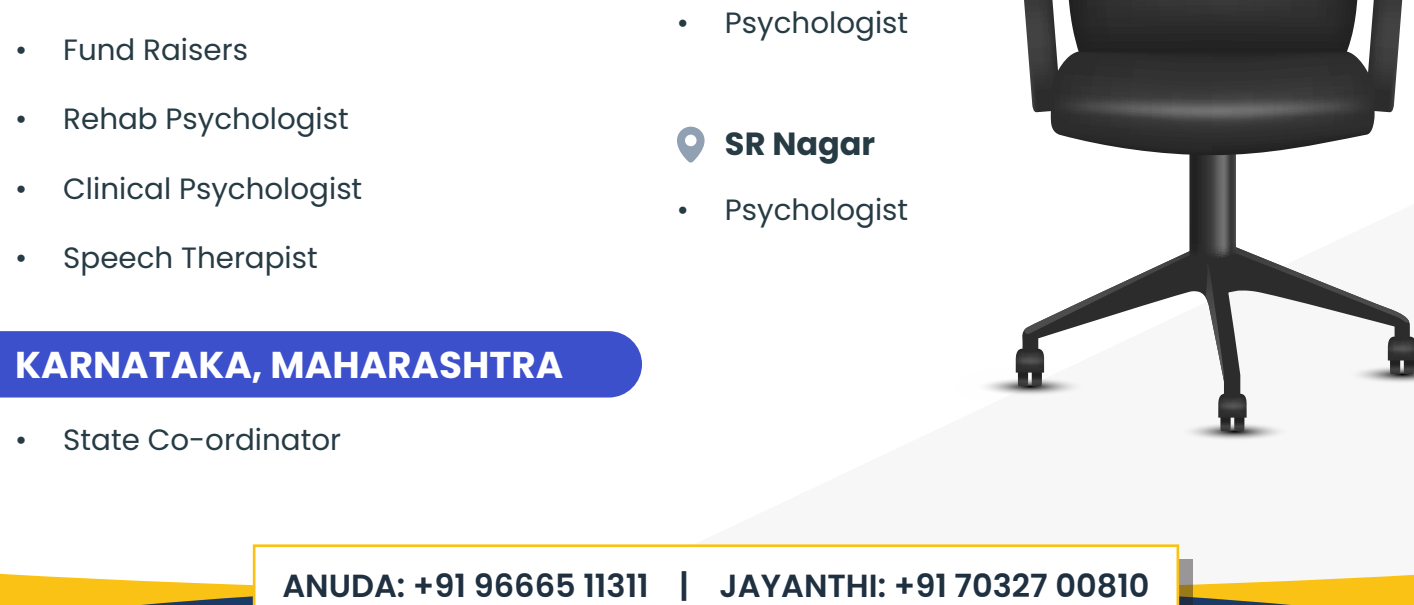 Fund Raisers
Rehab Psychologist
Clinical Psychologist
Speech Therapist
KARNATAKA, MAHARASHTRA
State Co-ordinator
Psychologist
SR Nagar
Psychologist
ANUDA: +91 96665 11311 | JAYANTHI: +91 70327 00810